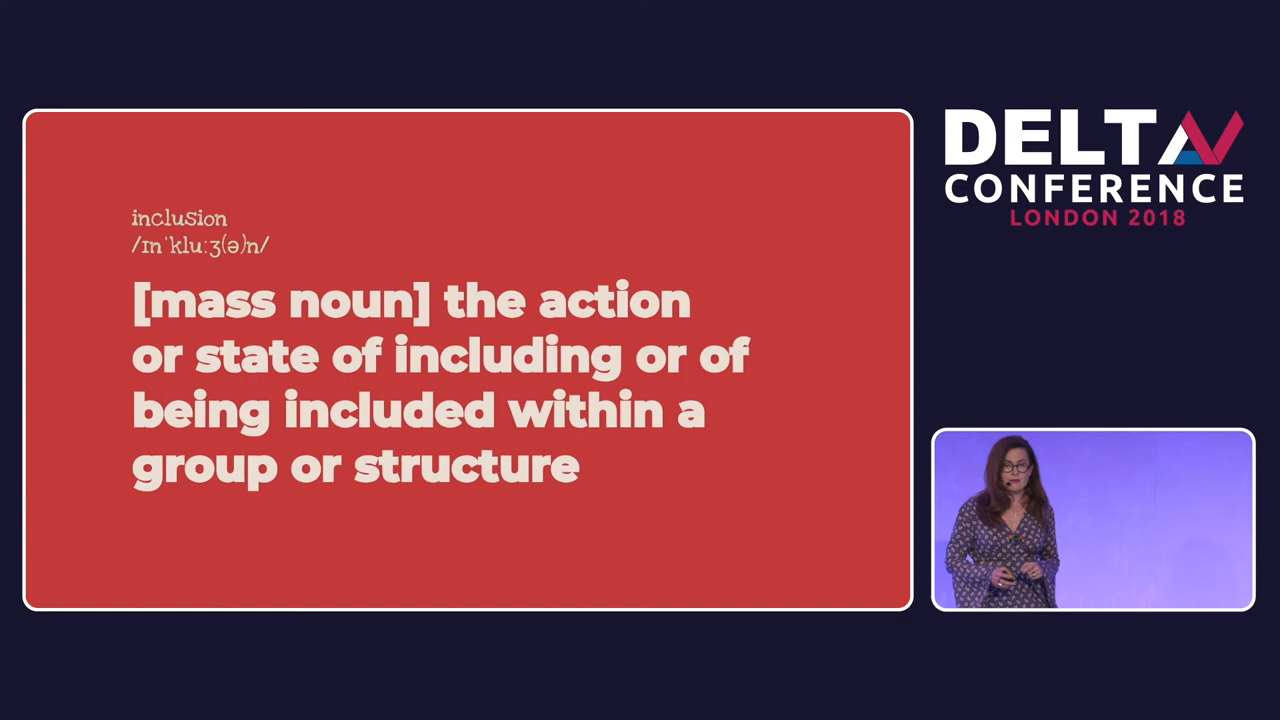 inclusion
/ɪnˈkluːʒ(ə)n/
[mass noun] the action
or state of including or of
being included within a
group or structure
DELTA V
CONFERENCE
LONDON 2018